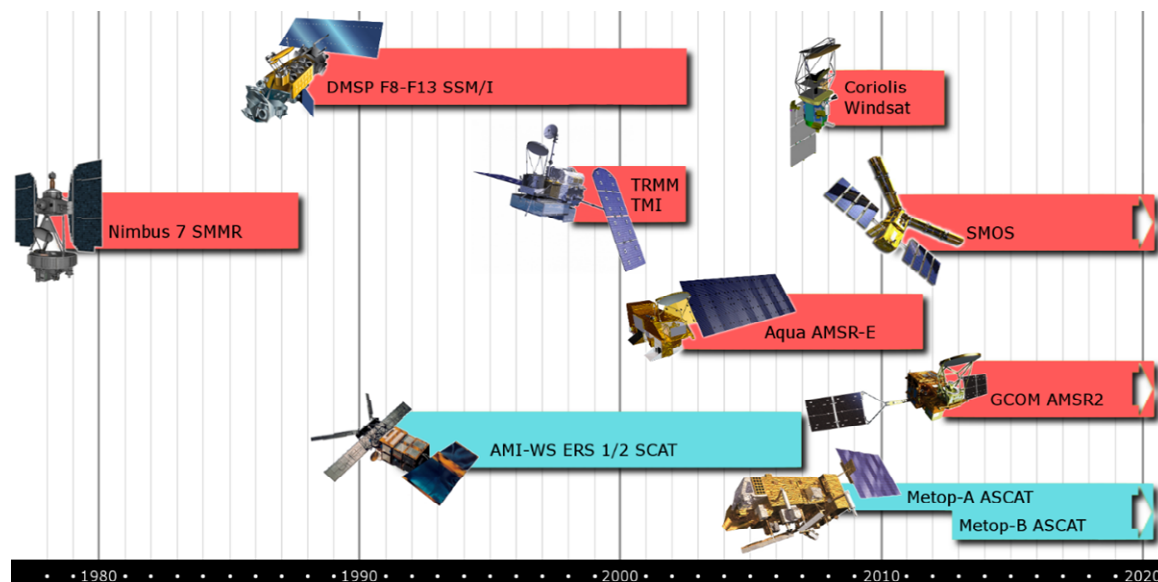 DMSP F8-F13 SSM/I
Coriolis
Windsat
TRMM
TMI
Nimbus 7 SMMR
SMOS
Aqua AMSR-E
GCOM AMSR2
AMI-WS ERS 1/2 SCAT
Metop-A ASCAT
Metop-B ASCAT
1980 1990 2000 2010 2020